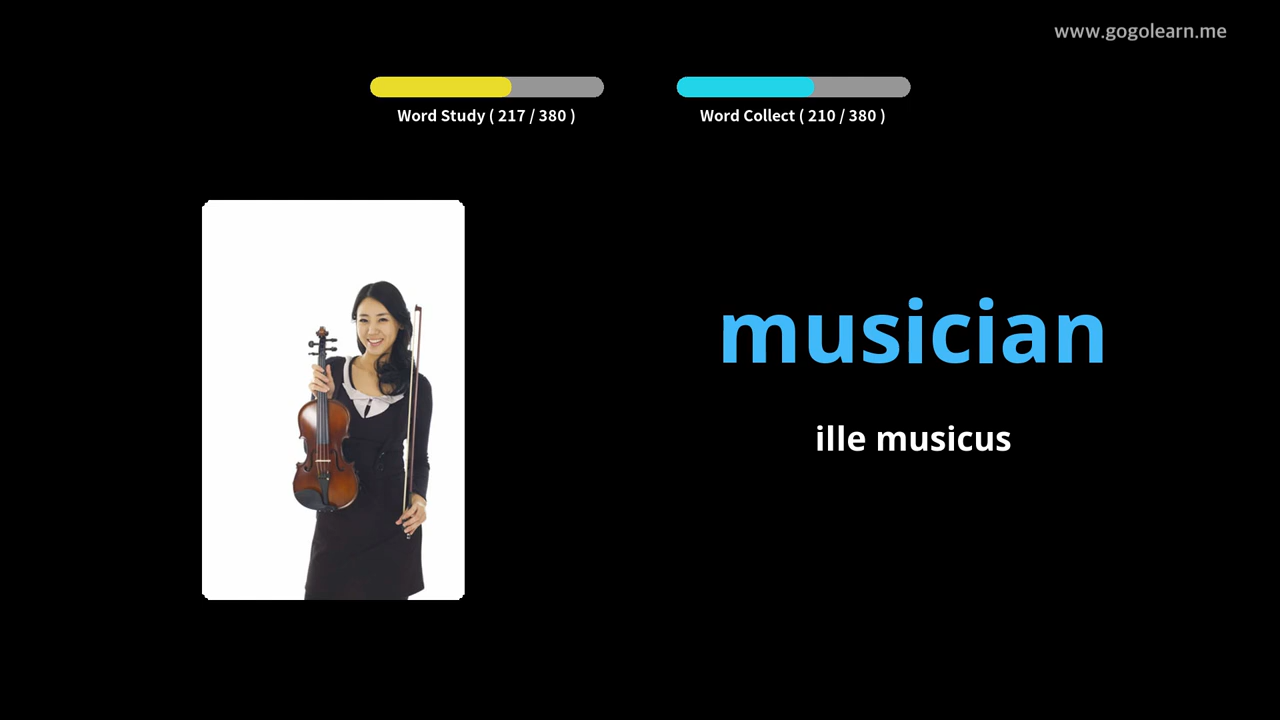 www.gogolearn.me
Word Study ( 217 / 380 )
Word Collect ( 210 / 380 )
musician
ille musicus